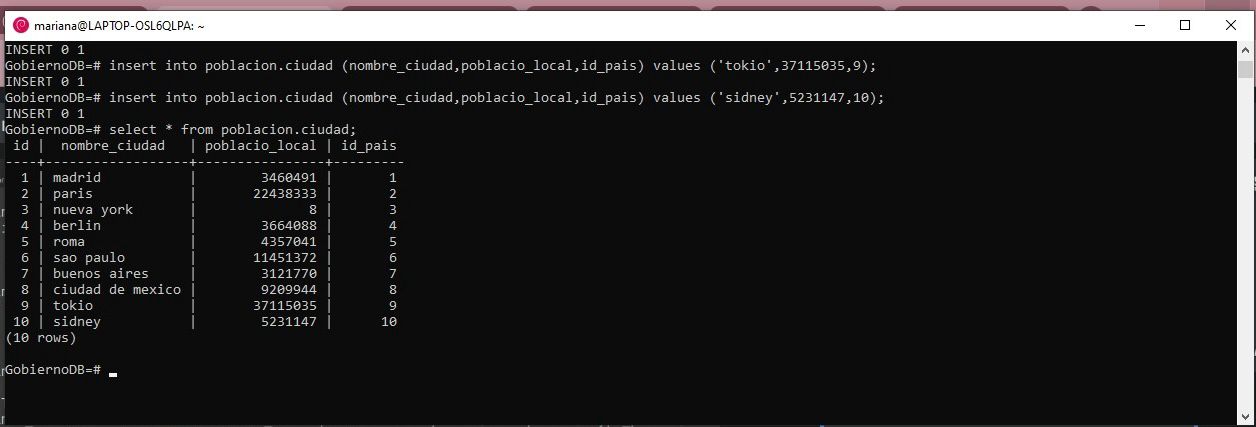 mariana@LAPTOP-OSL6QLPA: ~
INSERT 0 1
GobiernoDB=# insert into poblacion.ciudad (nombre_ciudad,poblacio_local,id_pais) values ('tokio',37115035,9);
INSERT 0 1
GobiernoDB=# insert into poblacion.ciudad (nombre_ciudad,poblacio_local,id_pais) values ('sidney',5231147,10);
INSERT 0 1
GobiernoDB=# select * from poblacion.ciudad;
 id |  nombre_ciudad   | poblacio_local | id_pais
----+------------------+----------------+---------
  1 | madrid           |        3460491 |       1
  2 | paris            |       22438333 |       2
  3 | nueva york       |              8 |       3
  4 | berlin           |        3664088 |       4
  5 | roma             |        4357041 |       5
  6 | sao paulo        |       11451372 |       6
  7 | buenos aires     |        3121770 |       7
  8 | ciudad de mexico |        9209944 |       8
  9 | tokio            |       37115035 |       9
 10 | sidney           |        5231147 |      10
(10 rows)
GobiernoDB=#